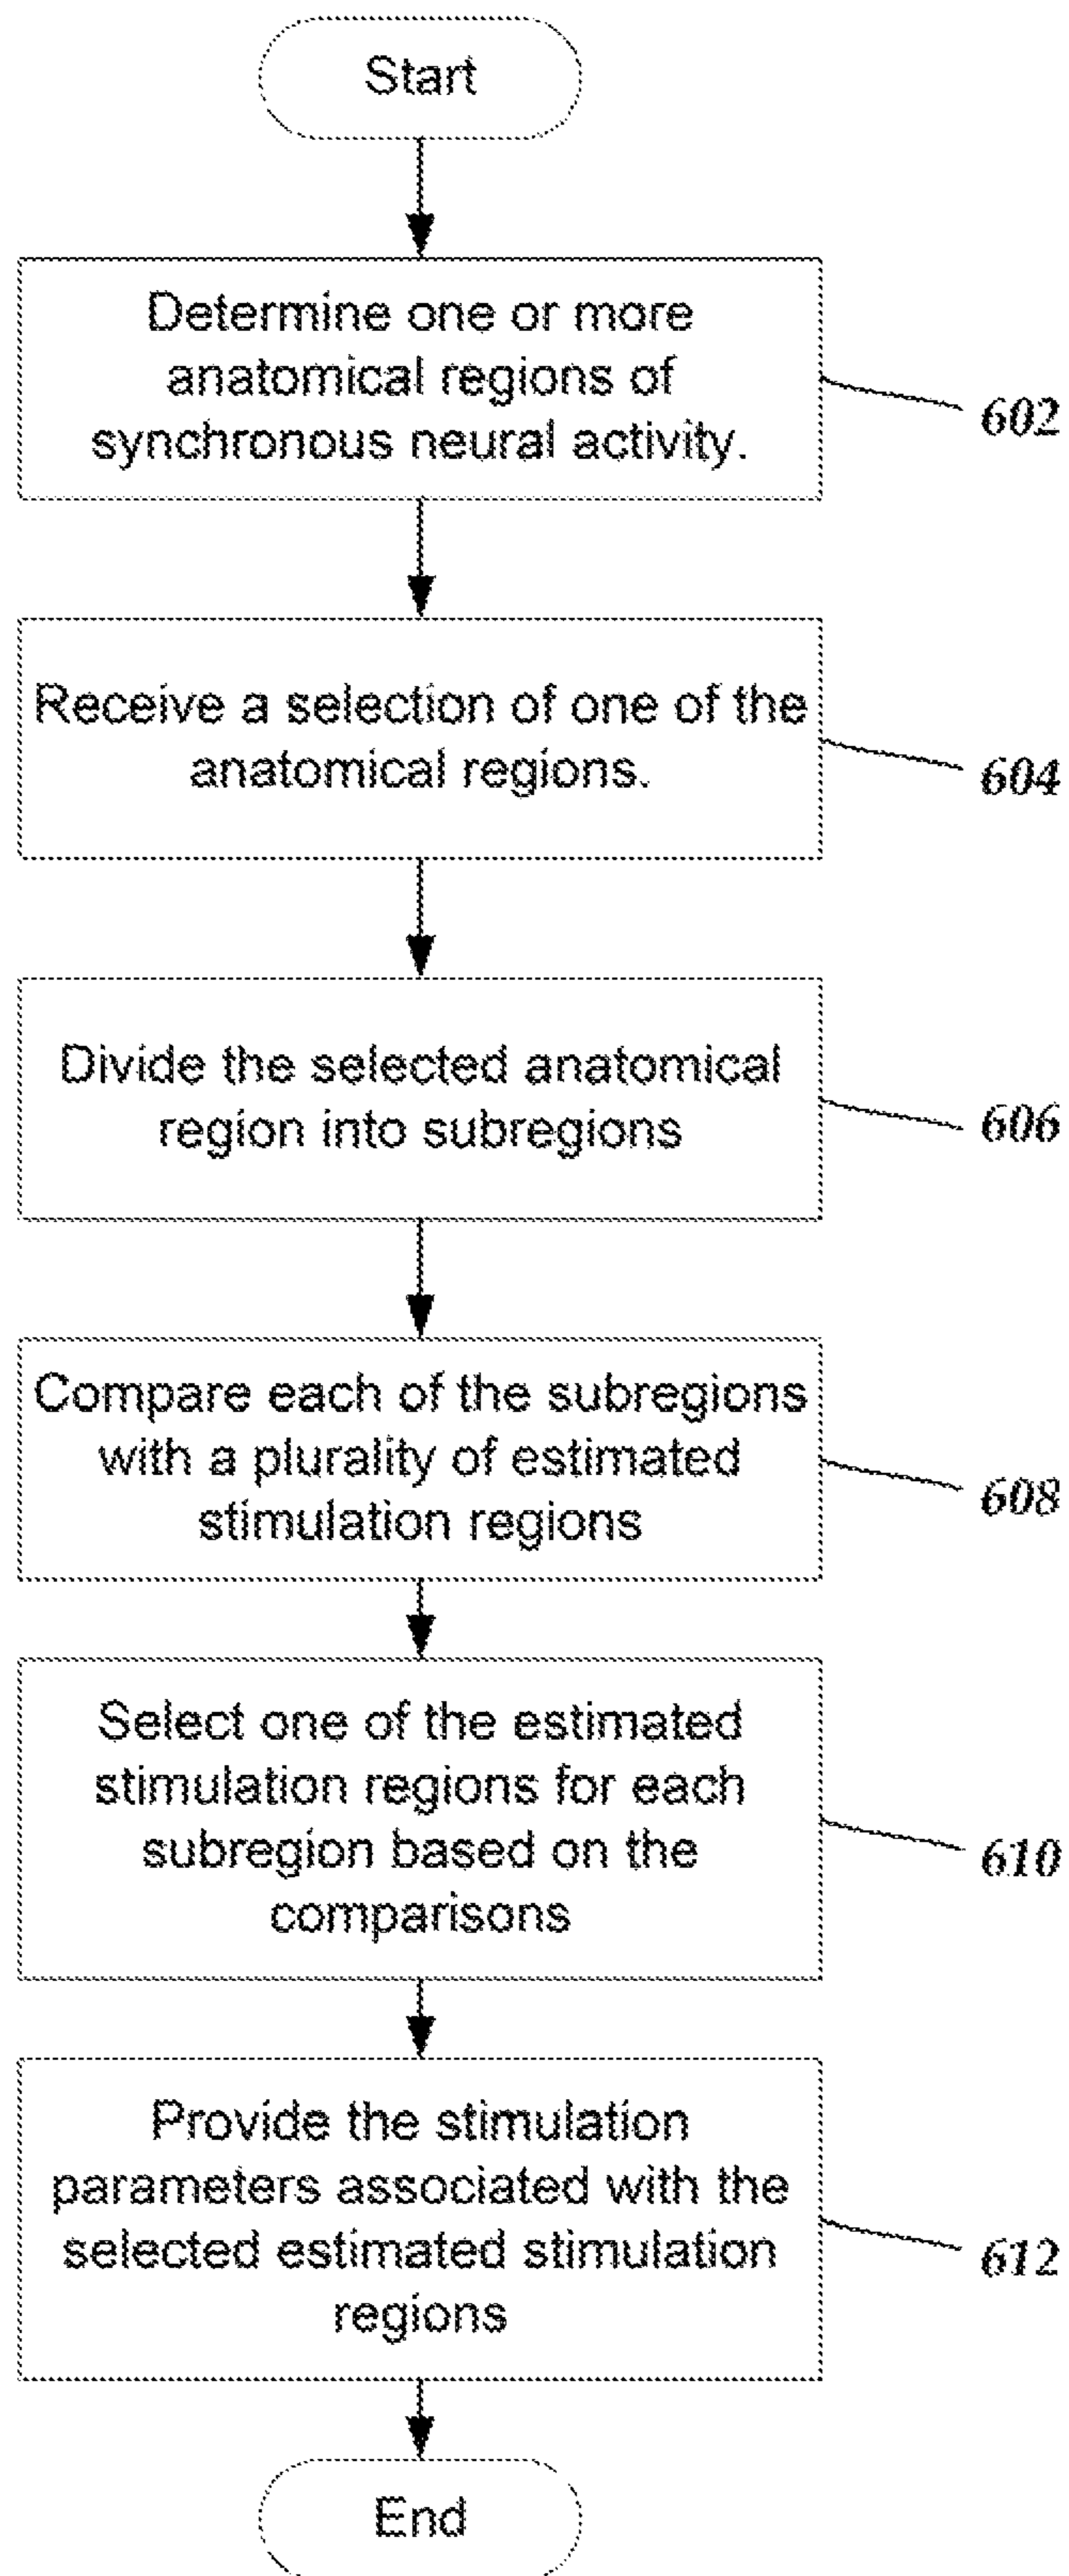 Start
Determine one or more
anatomical regions of
synchronous neural activity.
602
Receive a selection of one of the
anatomical regions.
604
Divide the selected anatomical
region into subregions
606
Compare each of the subregions
with a plurality of estimated
stimulation regions
608
Select one of the estimated
stimulation regions for each
subregion based on the
comparisons
610
Provide the stimulation
parameters associated with the
selected estimated stimulation
regions
612
End